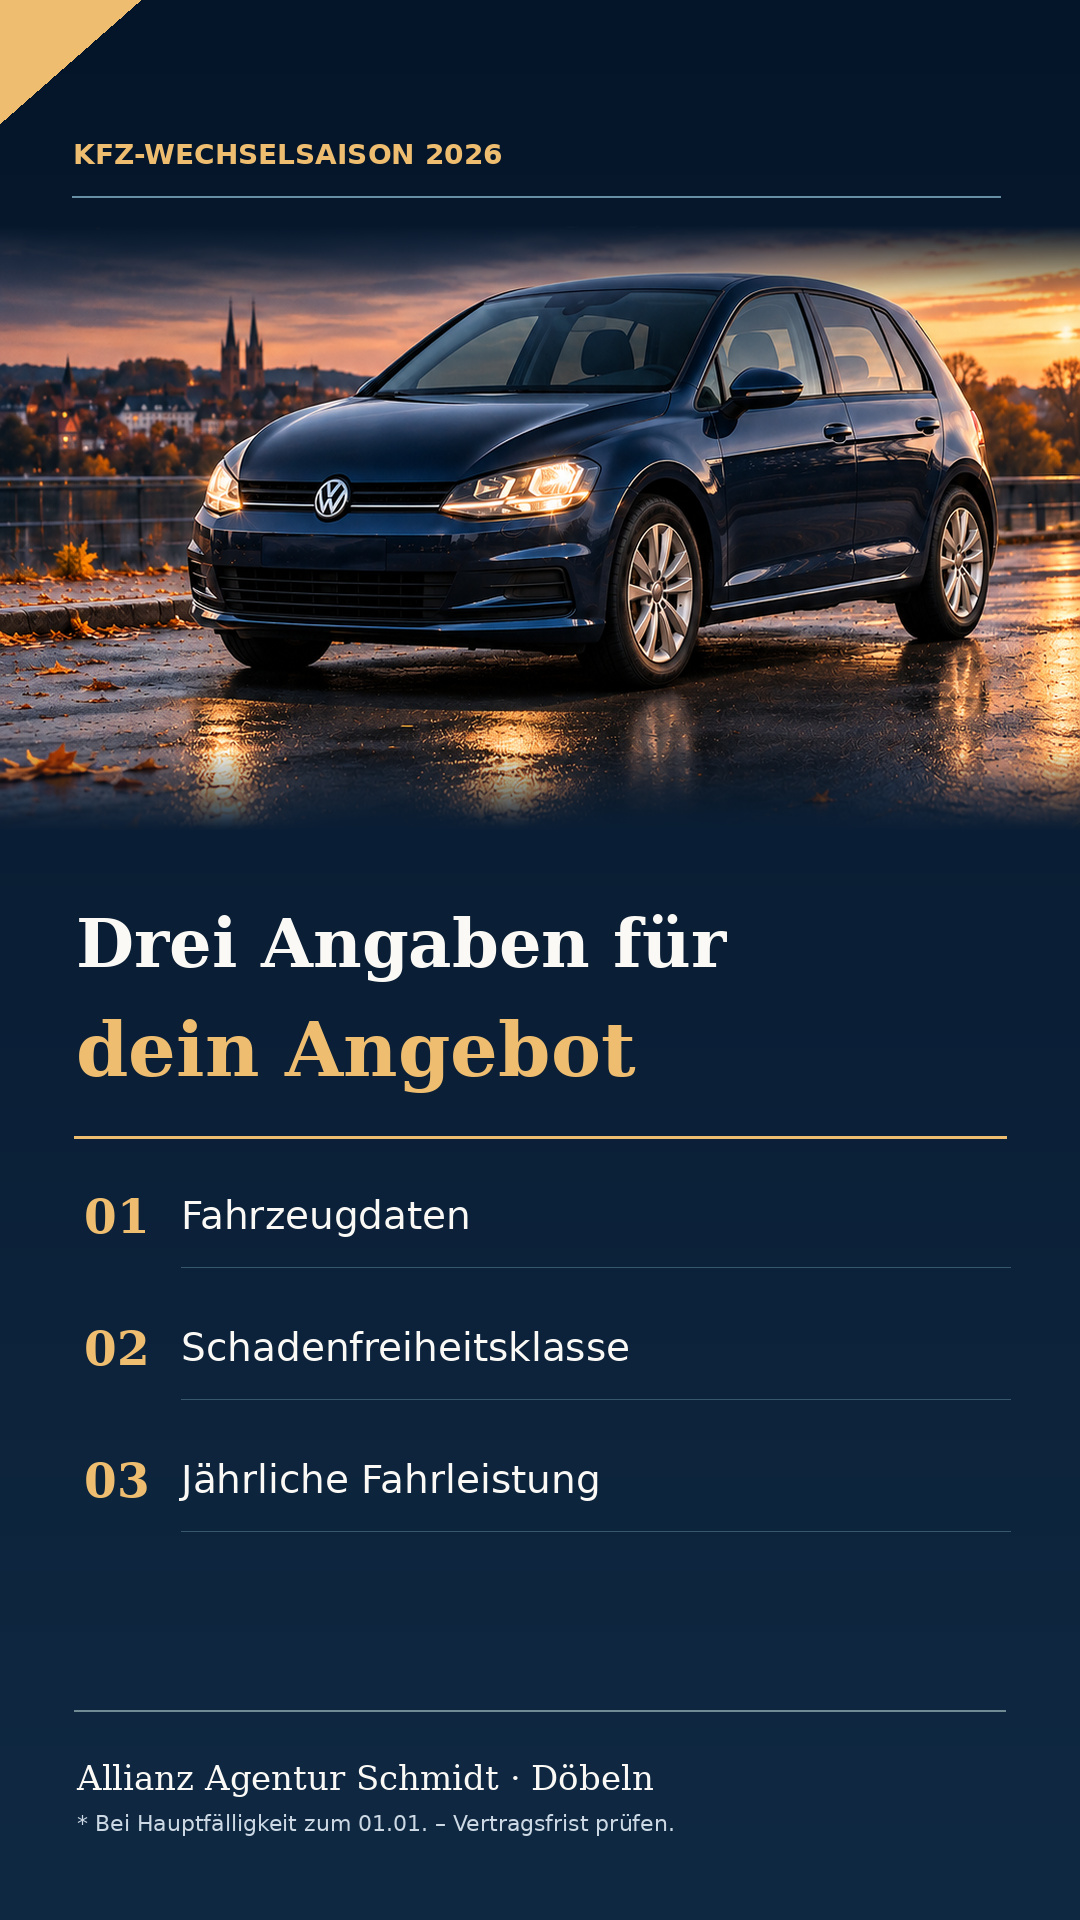 KFZ-WECHSELSAISON 2026
Drei Angaben für
dein Angebot
01 Fahrzeugdaten
02 Schadenfreiheitsklasse
03 Jährliche Fahrleistung
Allianz Agentur Schmidt · Döbeln
* Bei Hauptfälligkeit zum 01.01. – Vertragsfrist prüfen.